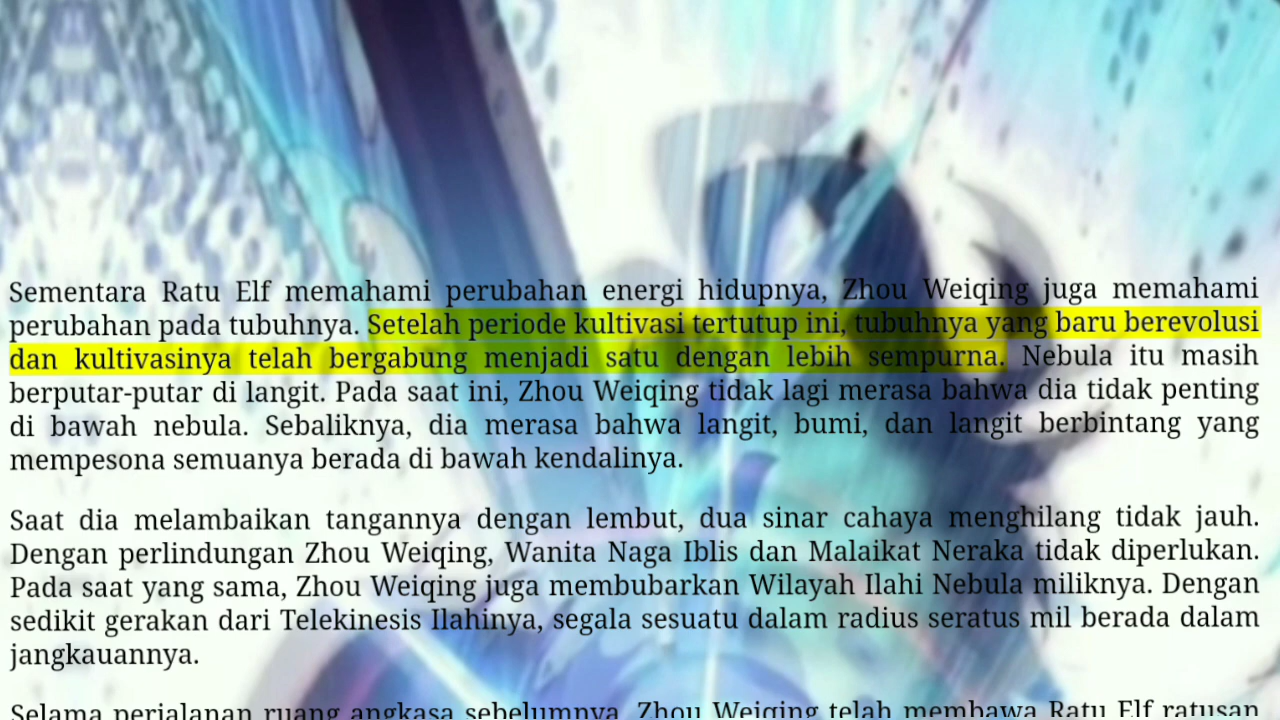 Sementara Ratu Elf memahami perubahan energi hidupnya, Zhou Weiqing juga memahami
perubahan pada tubuhnya. Setelah periode kultivasi tertutup ini, tubuhnya yang baru berevolusi
dan kultivasinya telah bergabung menjadi satu dengan lebih sempurna. Nebula itu masih
berputar-putar di langit. Pada saat ini, Zhou Weiqing tidak lagi merasa bahwa dia tidak penting
di bawah nebula. Sebaliknya, dia merasa bahwa langit, bumi, dan langit berbintang yang
mempesona semuanya berada di bawah kendalinya.
Saat dia melambaikan tangannya dengan lembut, dua sinar cahaya menghilang tidak jauh.
Dengan perlindungan Zhou Weiqing, Wanita Naga Iblis dan Malaikat Neraka tidak diperlukan.
Pada saat yang sama, Zhou Weiqing juga membubarkan Wilayah Ilahi Nebula miliknya. Dengan
sedikit gerakan dari Telekinesis Ilahinya, segala sesuatu dalam radius seratus mil berada dalam
jangkauannya.
Selama perjalanan ruang angkasa sebelumnya, Zhou Weiqing telah membawa Ratu Elf ratusan